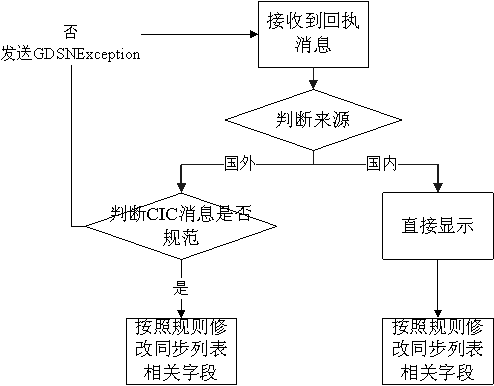 否
发送GDSNException
接收到回执
消息
判断来源
国外
国内
判断CIC消息是否
规范
直接显示
是
按照规则修
改同步列表
相关字段
按照规则修
改同步列表
相关字段